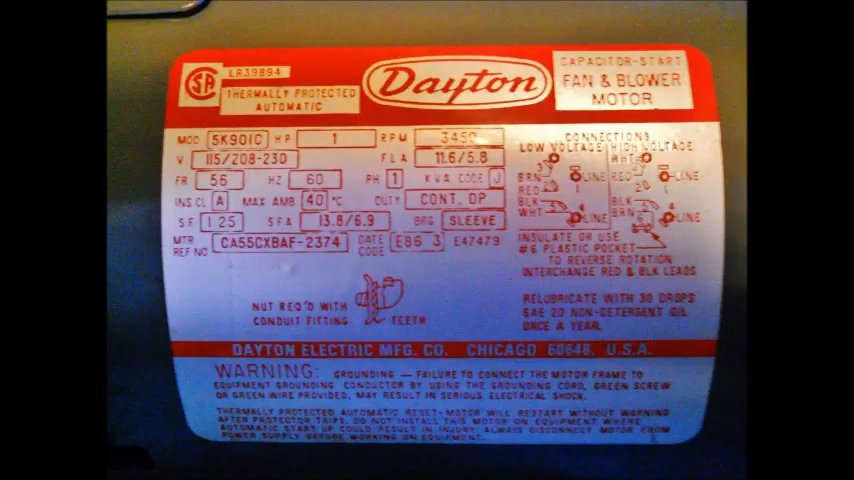 LR39894
THERMALLY PROTECTED
AUTOMATIC
Dayton
CAPACITOR-START
FAN & BLOWER
MOTOR
MOD 5K901C HP 1 RPM 3450
V 115/208-230 FLA 11.6/5.8
FR 56 HZ 60 PH 1 KVA CODE J
INS CL A MAX AMB 40 °C DUTY CONT, DP
SF 1 25 SFA 13.8/6.9 BRG SLEEVE
MTR REF NO CA55CXBAF-2374 DATE CODE E86 3 E47479
CONNECTIONS
LOW VOLTAGE HIGH VOLTAGE
WHT
BRN LINE RED LINE
RED 1 2 1
BLK BLK
WHT LINE BRN LINE
INSULATE OR USE
#6 PLASTIC POCKET
TO REVERSE ROTATION
INTERCHANGE RED & BLK LEADS
NUT REQ'D WITH
CONDUIT FITTING TEETH
RELUBRICATE WITH 30 DROPS
SAE 20 NON-DETERGENT OIL
ONCE A YEAR.
DAYTON ELECTRIC MFG. CO. CHICAGO 60648, U.S.A.
WARNING: GROUNDING — FAILURE TO CONNECT THE MOTOR FRAME TO
EQUIPMENT GROUNDING CONDUCTOR BY USING THE GROUNDING CORD, GREEN SCREW
OR GREEN WIRE PROVIDED, MAY RESULT IN SERIOUS ELECTRICAL SHOCK.
THERMALLY PROTECTED AUTOMATIC RESET-MOTOR WILL RESTART WITHOUT WARNING
AFTER PROTECTOR TRIPS. DO NOT INSTALL THIS MOTOR ON EQUIPMENT WHERE
AUTOMATIC START UP COULD RESULT IN INJURY. ALWAYS DISCONNECT MOTOR FROM
POWER SUPPLY BEFORE WORKING ON EQUIPMENT.